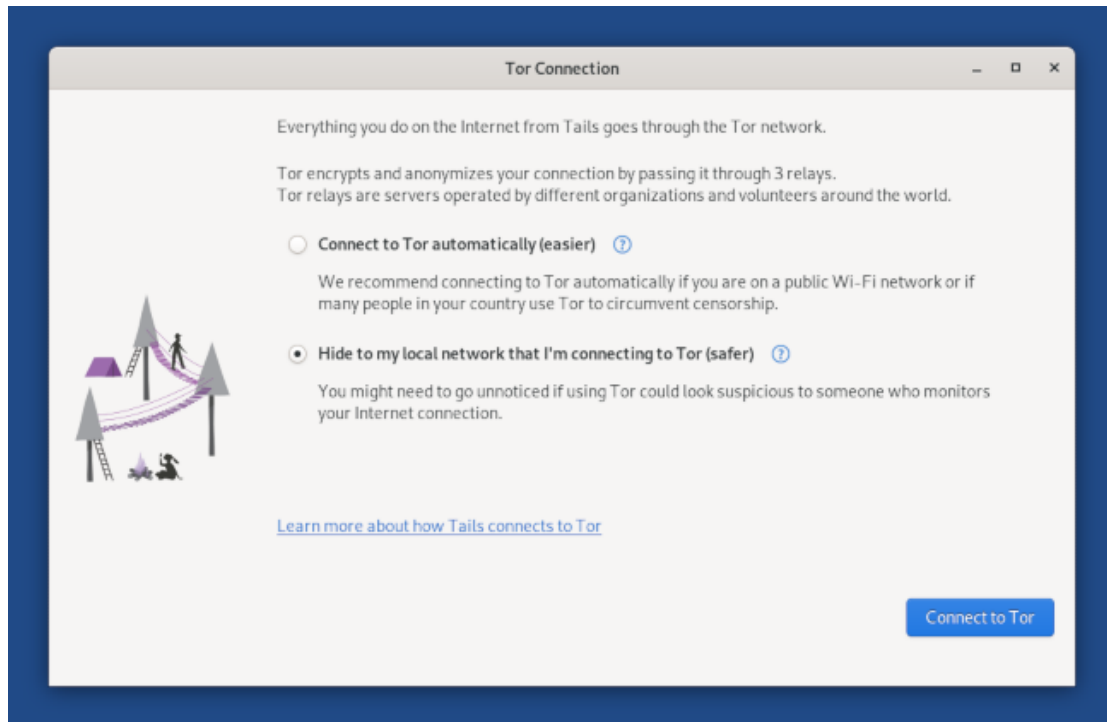 Tor Connection
Everything you do on the Internet from Tails goes through the Tor network.
Tor encrypts and anonymizes your connection by passing it through 3 relays.
Tor relays are servers operated by different organizations and volunteers around the world.
Connect to Tor automatically (easier) ?
We recommend connecting to Tor automatically if you are on a public Wi-Fi network or if
many people in your country use Tor to circumvent censorship.
Hide to my local network that I'm connecting to Tor (safer) ?
You might need to go unnoticed if using Tor could look suspicious to someone who monitors
your Internet connection.
Learn more about how Tails connects to Tor
Connect to Tor